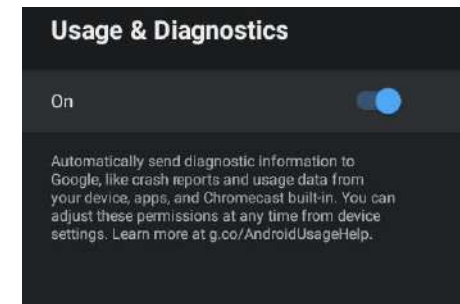 Usage & Diagnostics
On
Automatically send diagnostic information to
Google, like crash reports and usage data from
your device, apps, and Chromecast built-in. You can
adjust these permissions at any time from device
settings. Learn more at g.co/AndroidUsageHelp.